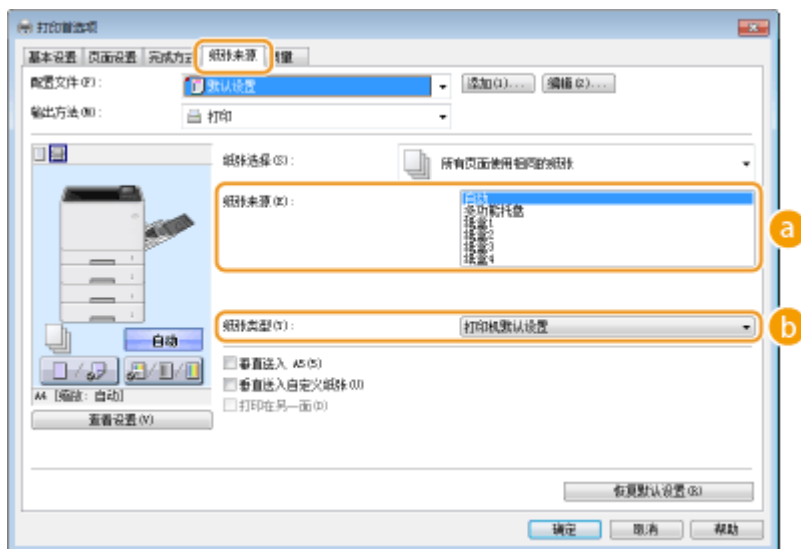 打印首选项
基本设置 页面设置 完成方式 纸张来源 质量
配置文件(F): 默认设置 添加(1)... 编辑(2)...
输出方法(M): 打印
纸张选择(S): 所有页面使用相同的纸张
纸张来源(K): 自动
多功能托盘
纸盒1
纸盒2
纸盒3
纸盒4
a
纸张类型(Y): 打印机默认设置
b
自动
垂直送入 A5(5)
垂直送入自定义纸张(U)
打印在另一面(D)
A4 [缩放: 自动]
查看设置(V)
恢复默认设置(R)
确定 取消 帮助